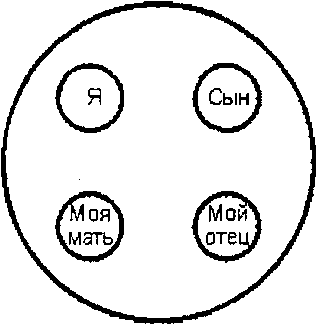 Я
Сын
Моя
мать
Мой
отец